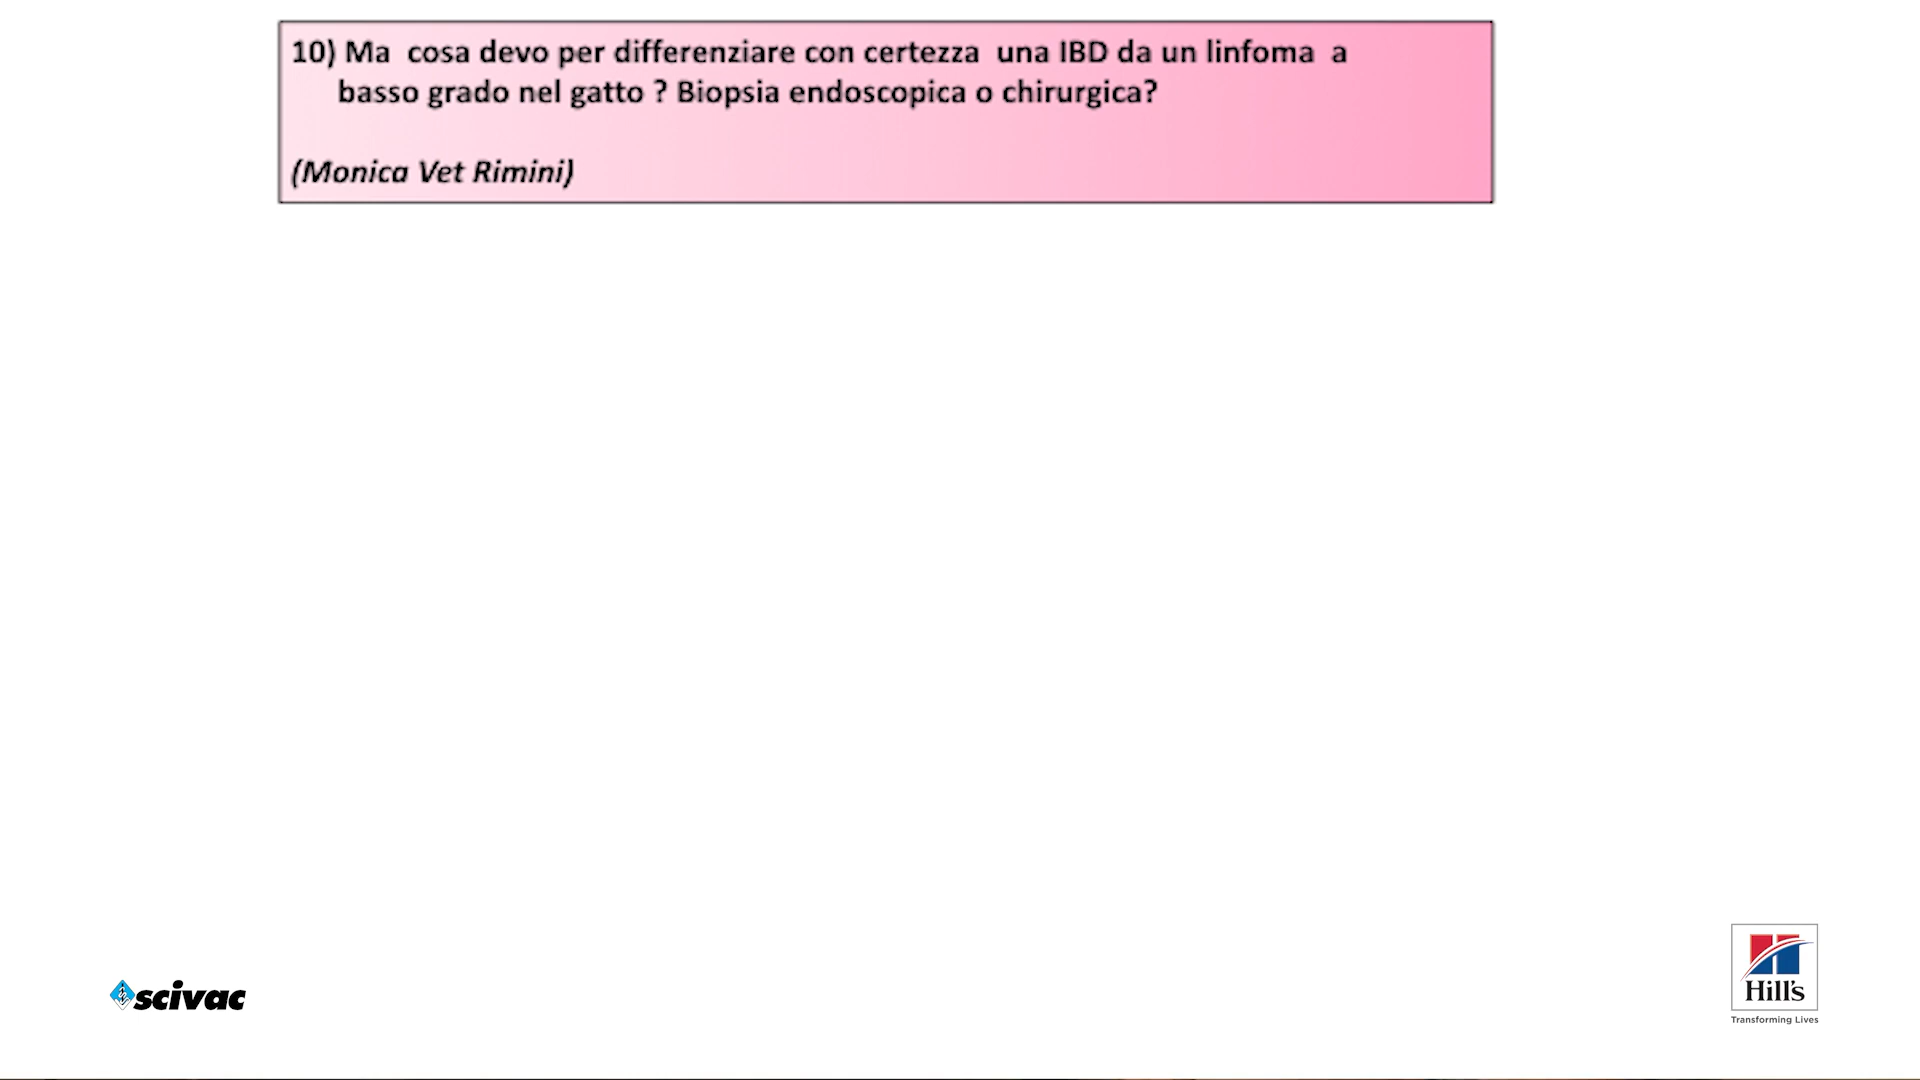 10) Ma cosa devo per differenziare con certezza una IBD da un linfoma a
basso grado nel gatto ? Biopsia endoscopica o chirurgica?
(Monica Vet Rimini)
scivac
Hill's
Transforming Lives